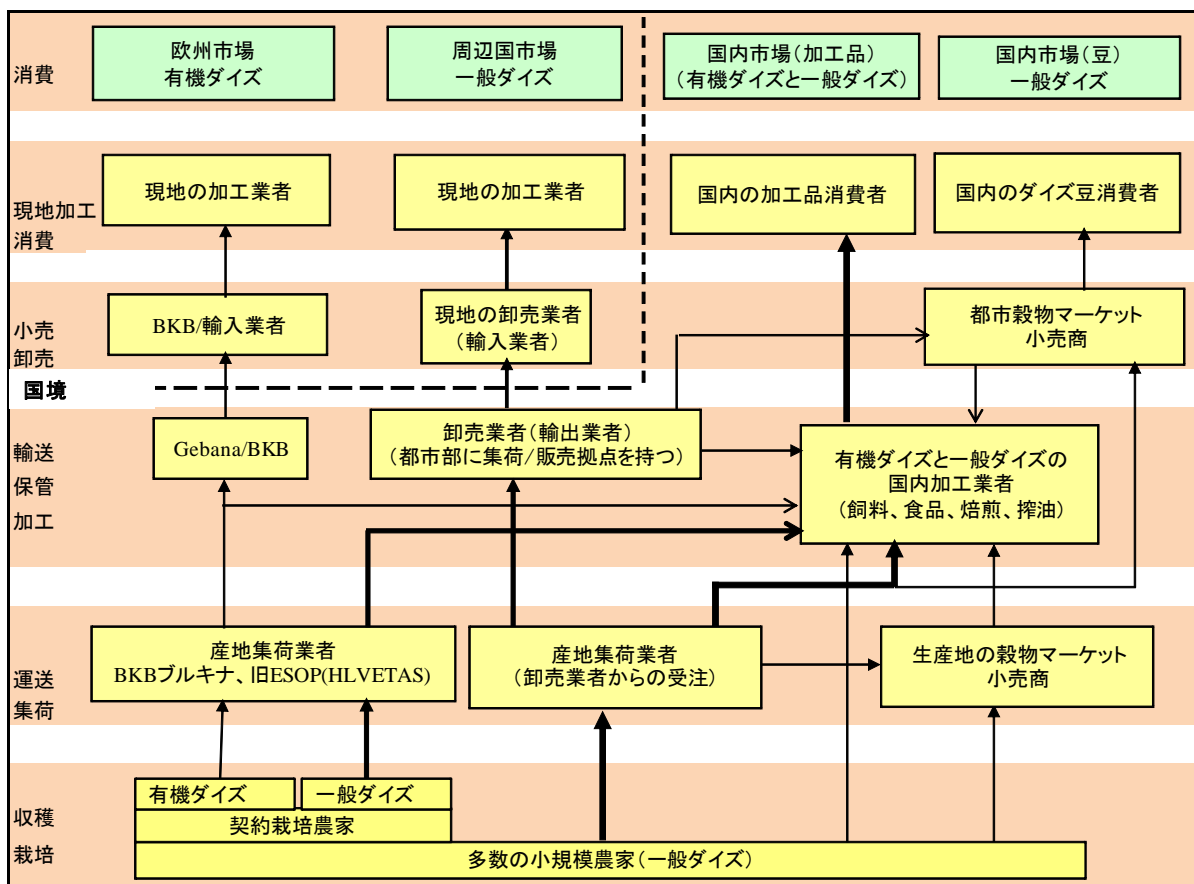 消費
欧州市場
有機ダイズ
周辺国市場
一般ダイズ
国内市場(加工品)
(有機ダイズと一般ダイズ)
国内市場(豆)
一般ダイズ
現地加工
消費
現地の加工業者
現地の加工業者
国内の加工品消費者
国内のダイズ豆消費者
小売
卸売
BKB/輸入業者
現地の卸売業者
(輸入業者)
都市穀物マーケット
小売商
国境
輸送
保管
加工
Gebana/BKB
卸売業者(輸出業者)
(都市部に集荷/販売拠点を持つ)
有機ダイズと一般ダイズの
国内加工業者
(飼料、食品、焙煎、搾油)
運送
集荷
産地集荷業者
BKBブルキナ、旧ESOP(HLVETAS)
産地集荷業者
(卸売業者からの受注)
生産地の穀物マーケット
小売商
収穫
栽培
有機ダイズ
一般ダイズ
契約栽培農家
多数の小規模農家(一般ダイズ)